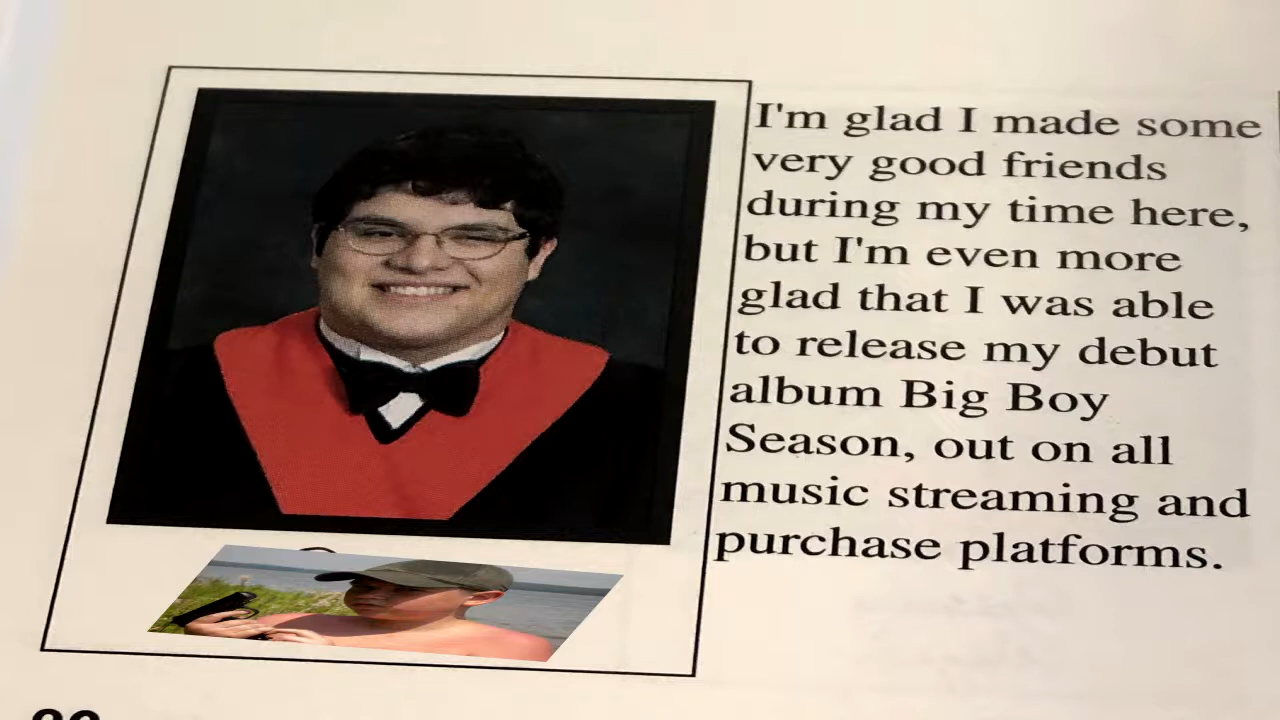 I'm glad I made some
very good friends
during my time here,
but I'm even more
glad that I was able
to release my debut
album Big Boy
Season, out on all
music streaming and
purchase platforms.